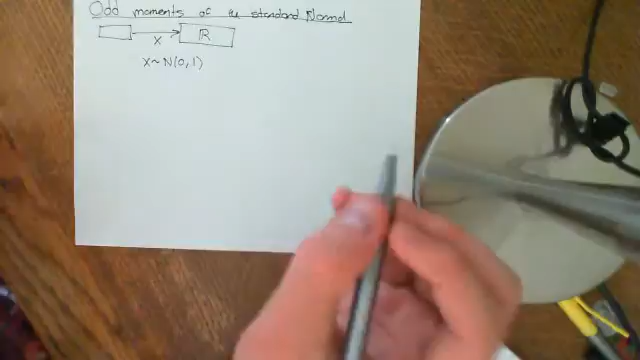 Odd moments of the standard Normal
X
ℝ
X ~ N(0,1)